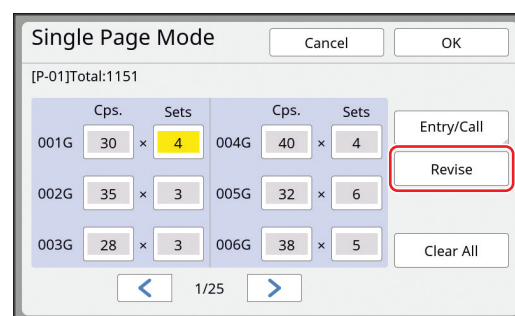 Single Page Mode Cancel OK
[P-01]Total:1151
Cps. Sets Cps. Sets
Entry/Call
001G 30 × 4 004G 40 × 4
Revise
002G 35 × 3 005G 32 × 6
003G 28 × 3 006G 38 × 5
Clear All
1/25